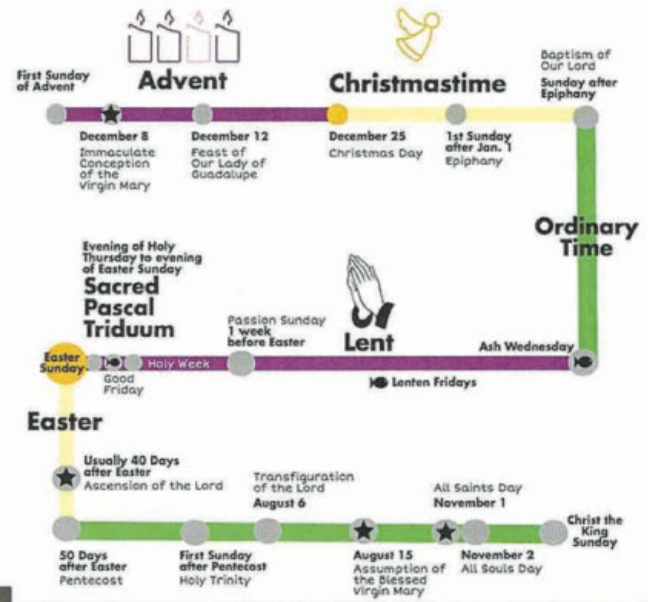 First Sunday
of Advent
Advent
Christmastime
Baptism of
Our Lord
Sunday after
Epiphany
December 8
Immaculate
Conception
of the
Virgin Mary
December 12
Feast of
Our Lady of
Guadalupe
December 25
Christmas Day
1st Sunday
after Jan. 1
Epiphany
Ordinary
Time
Evening of Holy
Thursday to evening
of Easter Sunday
Sacred
Pascal
Triduum
Passion Sunday
1 week
before Easter
Lent
Ash Wednesday
Easter
Sunday
Holy Week
Good
Friday
Lenten Fridays
Easter
Usually 40 Days
after Easter
Ascension of the Lord
Transfiguration
of the Lord
August 6
All Saints Day
November 1
Christ the
King
Sunday
50 Days
after Easter
Pentecost
First Sunday
after Pentecost
Holy Trinity
August 15
Assumption of
the Blessed
Virgin Mary
November 2
All Souls Day